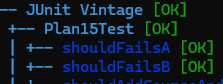 -- JUnit Vintage [OK]
+-- Plan15Test [OK]
| +-- shouldFailsA [OK]
| +-- shouldFailsB [OK]